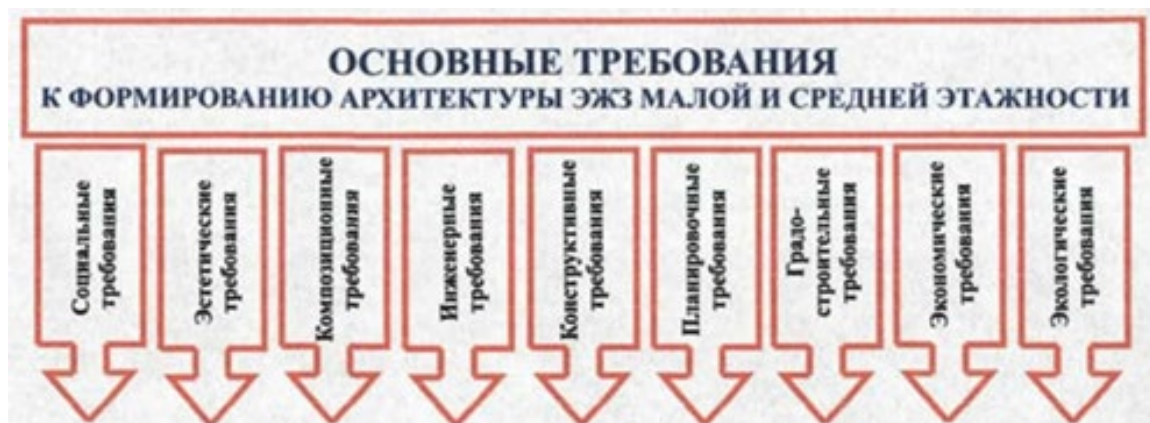 ОСНОВНЫЕ ТРЕБОВАНИЯ
К ФОРМИРОВАНИЮ АРХИТЕКТУРЫ ЭЖЗ МАЛОЙ И СРЕДНЕЙ ЭТАЖНОСТИ
Социальные
требования
Эстетические
требования
Композиционные
требования
Инженерные
требования
Конструктивные
требования
Планировочные
требования
Градо-
строительные
требования
Экономические
требования
Экологические
требования